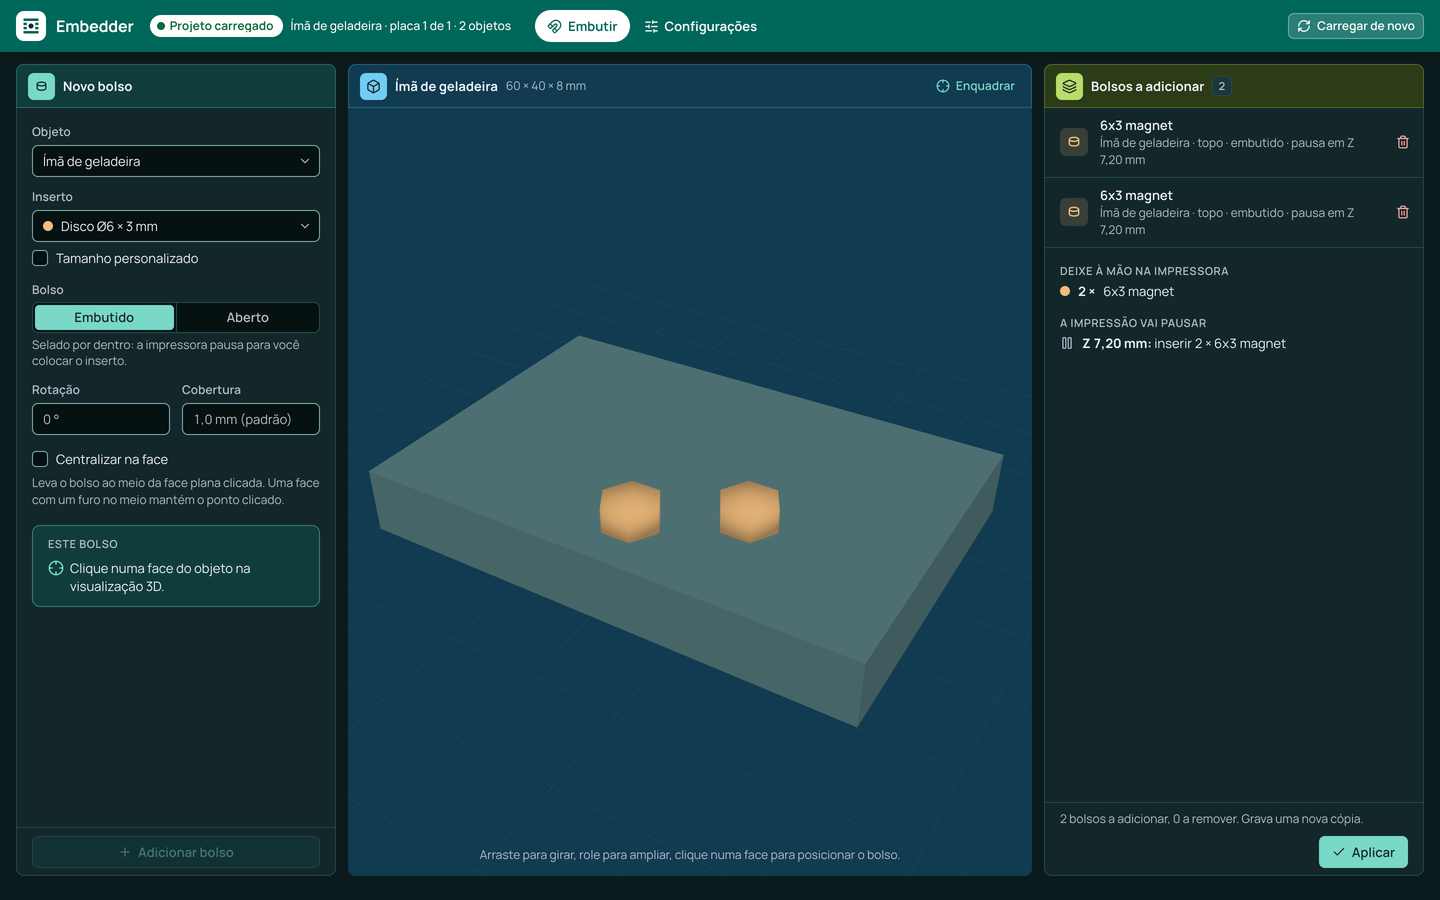 Embedder
Projeto carregado
Ímã de geladeira · placa 1 de 1 · 2 objetos
Embutir
Configurações
Carregar de novo
Novo bolso
Objeto
Ímã de geladeira
Inserto
Disco Ø6 × 3 mm
Tamanho personalizado
Bolso
Embutido
Aberto
Selado por dentro: a impressora pausa para você
colocar o inserto.
Rotação
Cobertura
0 °
1,0 mm (padrão)
Centralizar na face
Leva o bolso ao meio da face plana clicada. Uma face
com um furo no meio mantém o ponto clicado.
ESTE BOLSO
Clique numa face do objeto na
visualização 3D.
Adicionar bolso
Ímã de geladeira 60 × 40 × 8 mm
Enquadrar
Arraste para girar, role para ampliar, clique numa face para posicionar o bolso.
Bolsos a adicionar 2
6x3 magnet
Ímã de geladeira · topo · embutido · pausa em Z
7,20 mm
6x3 magnet
Ímã de geladeira · topo · embutido · pausa em Z
7,20 mm
DEIXE À MÃO NA IMPRESSORA
2 × 6x3 magnet
A IMPRESSÃO VAI PAUSAR
Z 7,20 mm: inserir 2 × 6x3 magnet
2 bolsos a adicionar, 0 a remover. Grava uma nova cópia.
Aplicar